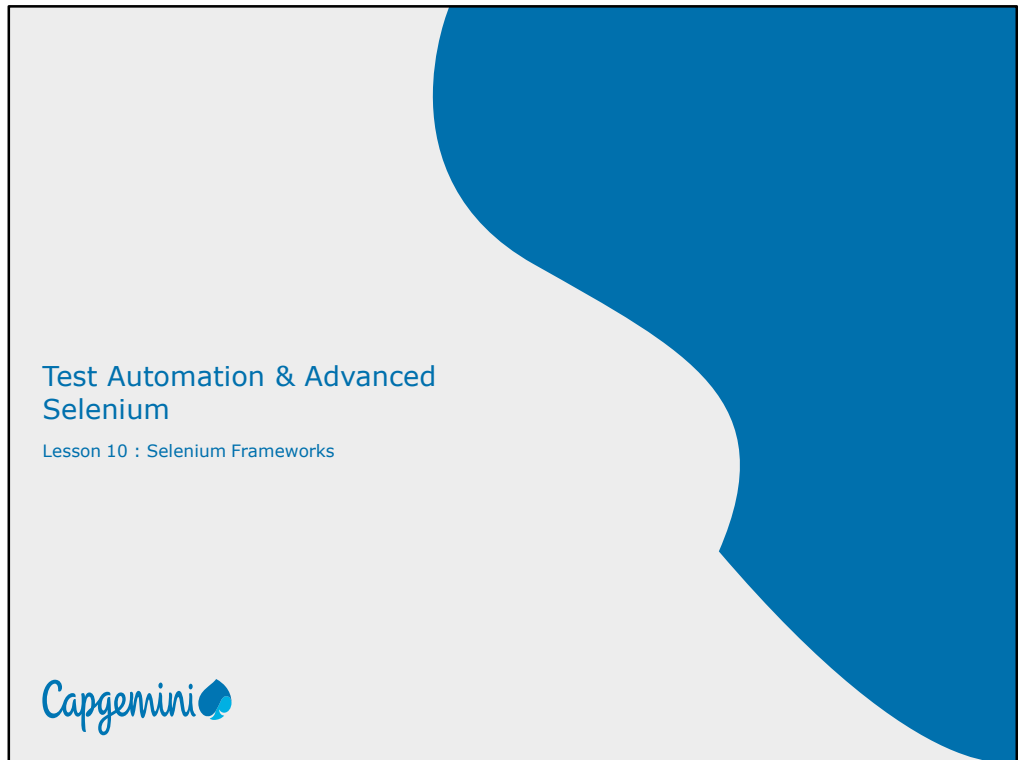 Test Automation & Advanced
Selenium
Lesson 10 : Selenium Frameworks
Capgemini